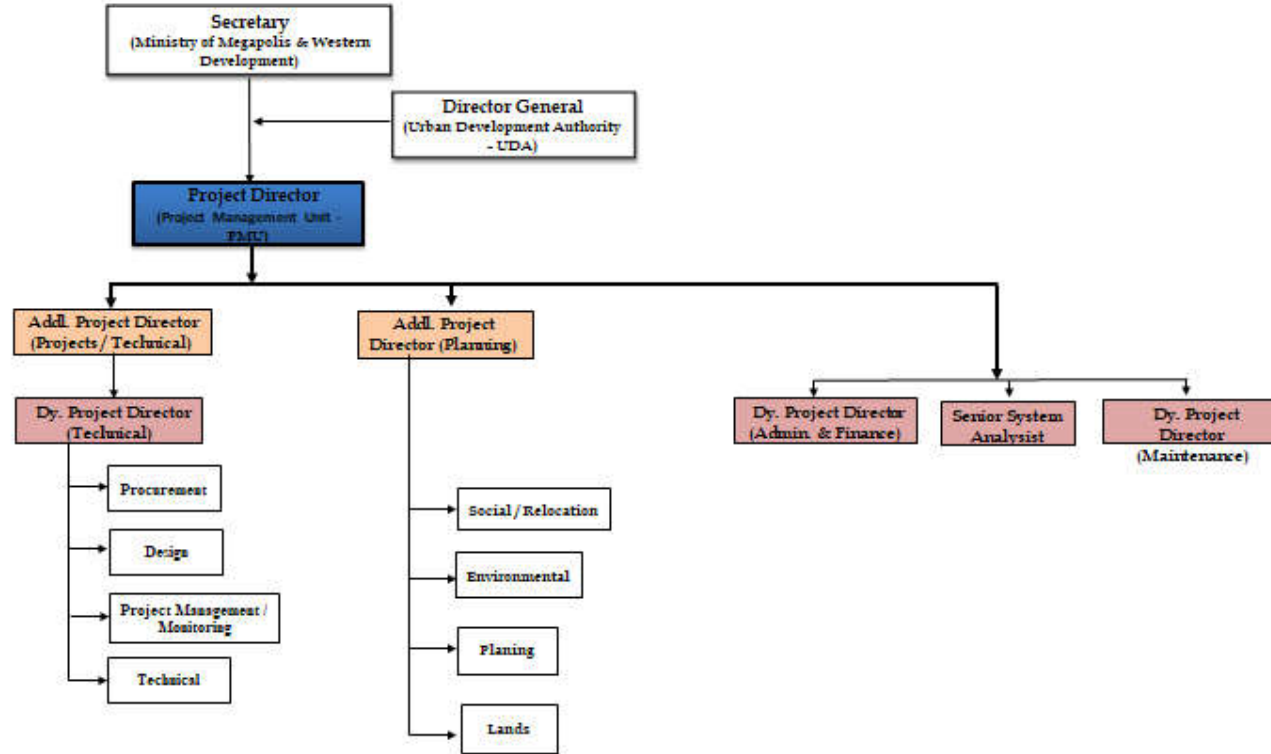 Secretary
(Ministry of Megapolis & Western
Development)
Director General
(Urban Development Authority
- UDA)
Project Director
(Project Management Unit -
PMU)
Addl. Project Director
(Projects / Technical)
Addl. Project
Director (Planning)
Dy. Project Director
(Technical)
Dy. Project Director
(Admin. & Finance)
Senior System
Analysist
Dy. Project
Director
(Maintenance)
Procurement
Design
Project Management /
Monitoring
Technical
Social / Relocation
Environmental
Planing
Lands